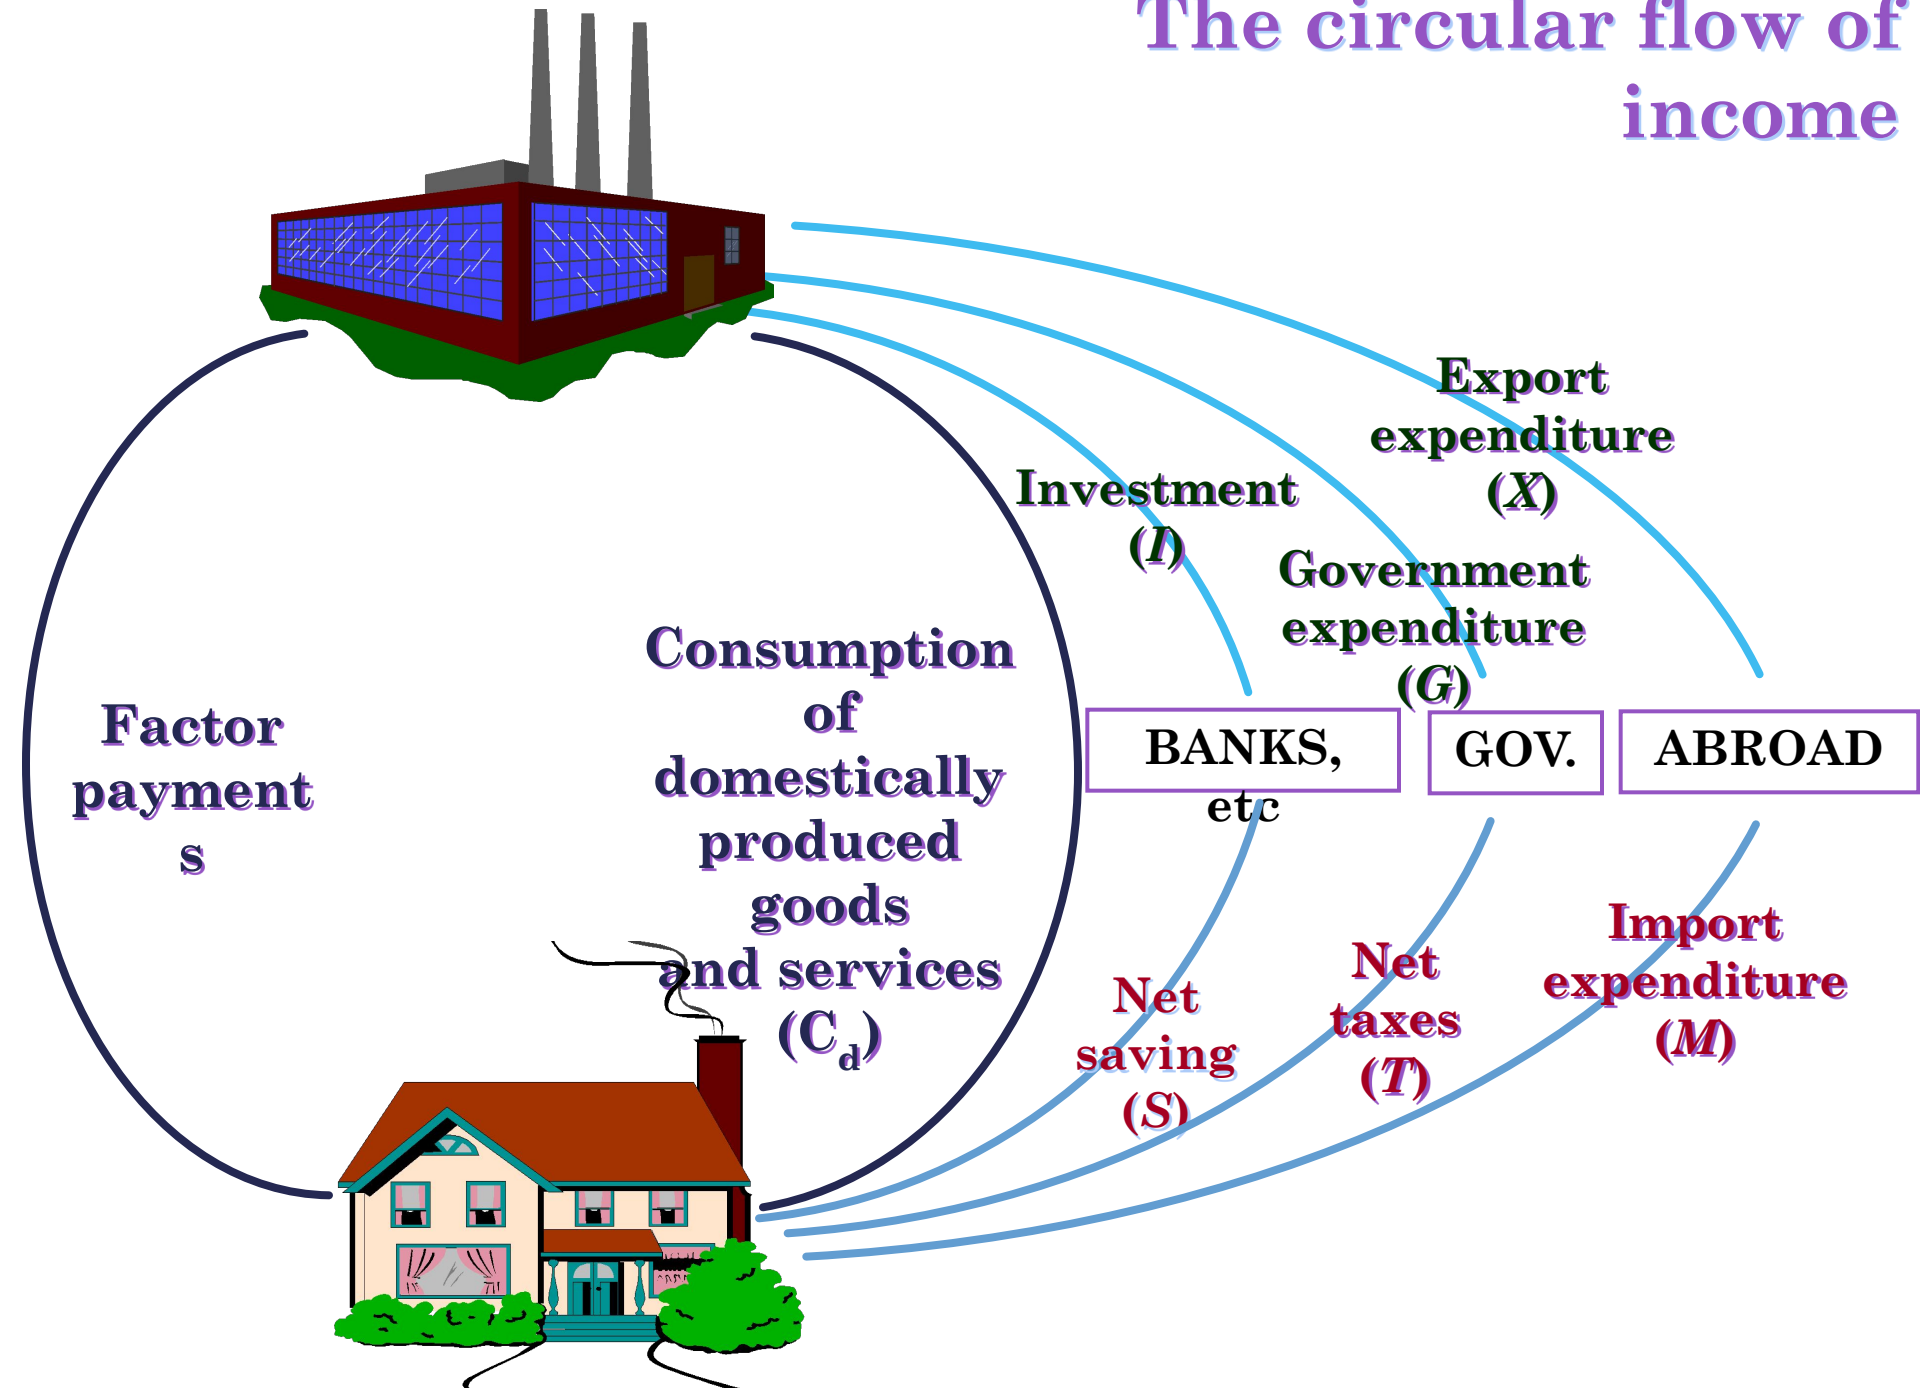 The circular flow of
income
Export
expenditure
(X)
Investment
(I)
Government
expenditure
(G)
Consumption
of
domestically
produced
goods
and services
(Cd)
Factor
payment
s
BANKS,
etc
GOV.
ABROAD
Net
saving
(S)
Net
taxes
(T)
Import
expenditure
(M)